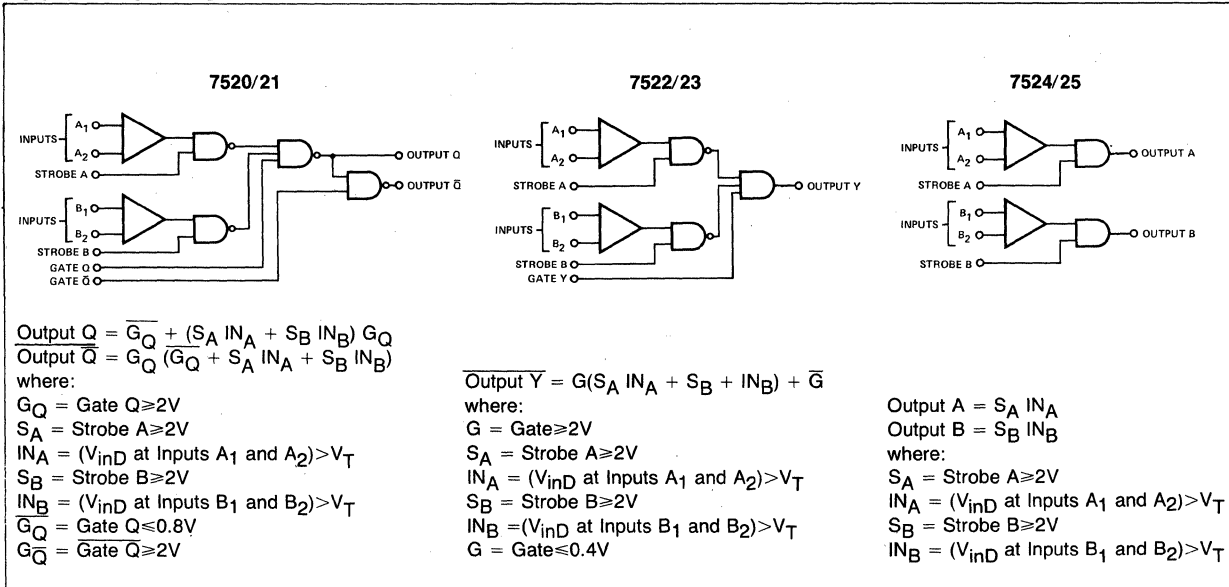 7520/21
INPUTS
A1
A2
STROBE A
INPUTS
B1
B2
STROBE B
GATE Q
GATE Q̅
OUTPUT Q
OUTPUT Q̅
Output Q = G̅Q̅ + (SA INA + SB INB) GQ
O̅u̅t̅p̅u̅t̅ Q̅ = GQ (G̅Q̅ + SA INA + SB INB)
where:
GQ = Gate Q≥2V
SA = Strobe A≥2V
INA = (VinD at Inputs A1 and A2)>VT
SB = Strobe B≥2V
INB = (VinD at Inputs B1 and B2)>VT
G̅Q̅ = Gate Q≤0.8V
GQ̅ = G̅a̅t̅e̅ Q̅≥2V
7522/23
INPUTS
A1
A2
STROBE A
INPUTS
B1
B2
STROBE B
GATE Y
OUTPUT Y
O̅u̅t̅p̅u̅t̅ Y̅ = G(SA INA + SB + INB) + G̅
where:
G = Gate≥2V
SA = Strobe A≥2V
INA = (VinD at Inputs A1 and A2)>VT
SB = Strobe B≥2V
INB =(VinD at Inputs B1 and B2)>VT
G = Gate≤0.4V
7524/25
INPUTS
A1
A2
STROBE A
INPUTS
B1
B2
STROBE B
OUTPUT A
OUTPUT B
Output A = SA INA
Output B = SB INB
where:
SA = Strobe A≥2V
INA = (VinD at Inputs A1 and A2)>VT
SB = Strobe B≥2V
INB = (VinD at Inputs B1 and B2)>VT